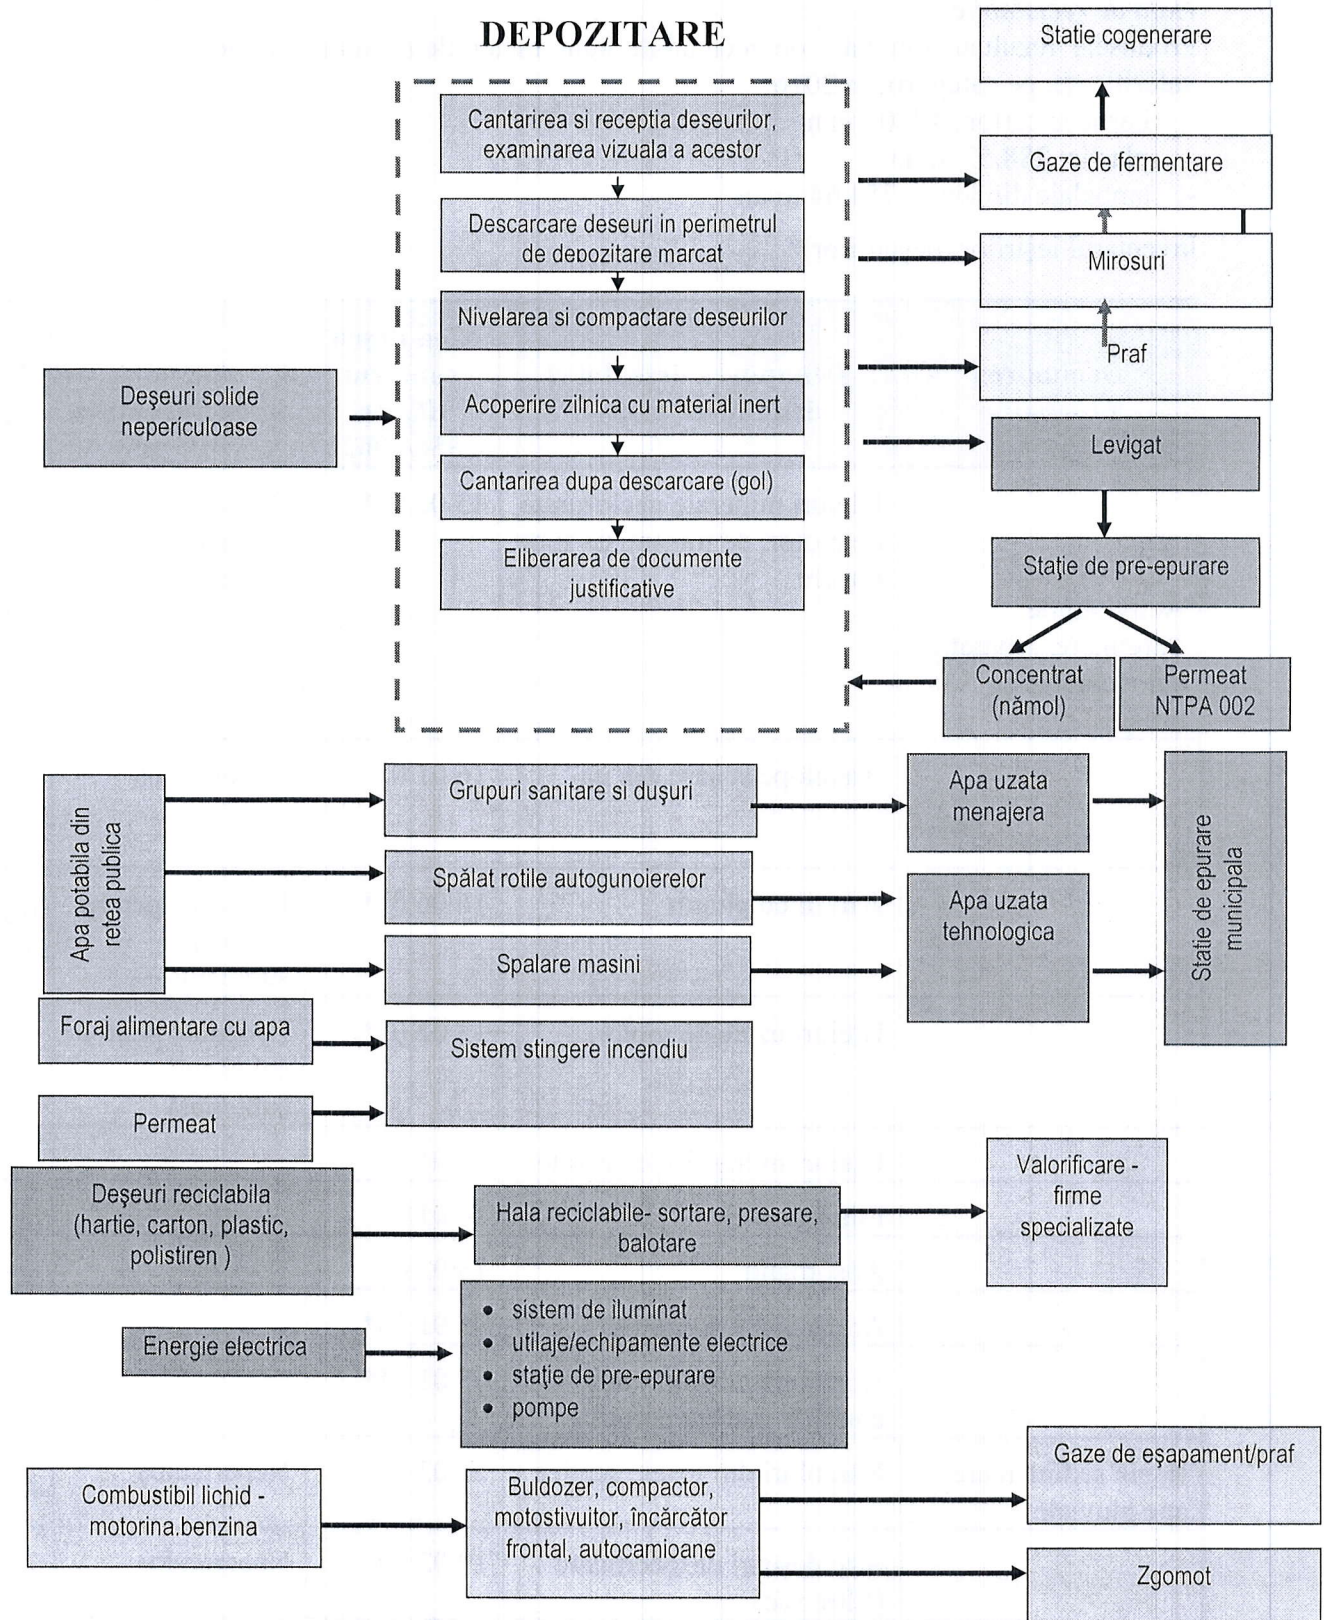 DEPOZITARE
Statie cogenerare
Cantarirea si receptia deseurilor,
examinarea vizuala a acestor
Gaze de fermentare
Descarcare deseuri in perimetrul
de depozitare marcat
Mirosuri
Nivelarea si compactare deseurilor
Praf
Deşeuri solide
nepericuloase
Acoperire zilnica cu material inert
Levigat
Cantarirea dupa descarcare (gol)
Eliberarea de documente
justificative
Staţie de pre-epurare
Concentrat
(nămol)
Permeat
NTPA 002
Apa potabila din
retea publica
Grupuri sanitare si duşuri
Apa uzata
menajera
Statie de epurare
municipala
Spălat rotile autogunoierelor
Apa uzata
tehnologica
Spalare masini
Foraj alimentare cu apa
Sistem stingere incendiu
Permeat
Deşeuri reciclabila
(hartie, carton, plastic,
polistiren )
Hala reciclabile- sortare, presare,
balotare
Valorificare -
firme
specializate
Energie electrica
• sistem de iluminat
• utilaje/echipamente electrice
• staţie de pre-epurare
• pompe
Combustibil lichid -
motorina.benzina
Buldozer, compactor,
motostivuitor, încărcător
frontal, autocamioane
Gaze de eşapament/praf
Zgomot